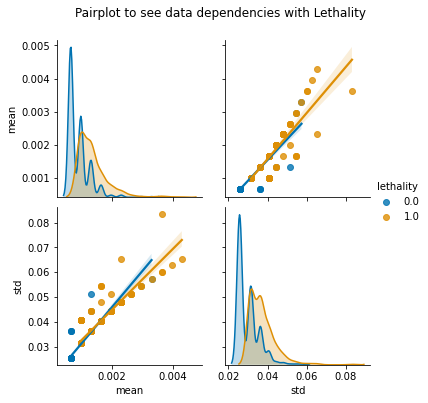 Pairplot to see data dependencies with Lethality
0.005
0.004
0.003
0.002
0.001
mean
lethality
0.0
1.0
0.08
0.07
0.06
0.05
0.04
0.03
std
0.002 0.004
mean
0.02 0.04 0.06 0.08
std